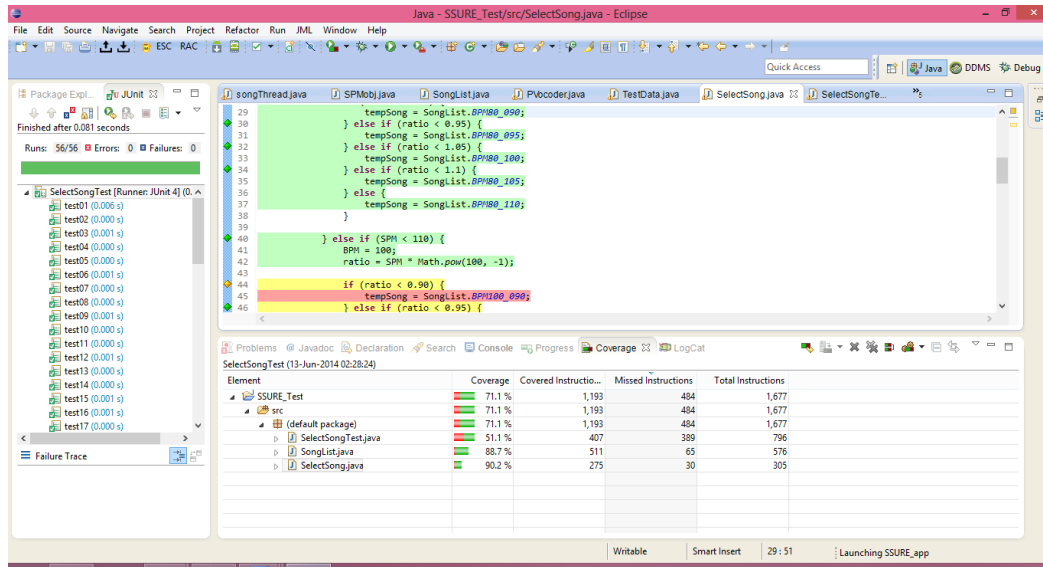 Java - SSURE_Test/src/SelectSong.java - Eclipse
File Edit Source Navigate Search Project Refactor Run JML Window Help
ESC RAC
Quick Access
Java DDMS Debug
Package Expl... JUnit
Finished after 0.081 seconds
Runs: 56/56 Errors: 0 Failures: 0
SelectSongTest [Runner: JUnit 4] (0.
test01 (0.006 s)
test02 (0.000 s)
test03 (0.001 s)
test04 (0.000 s)
test05 (0.000 s)
test06 (0.001 s)
test07 (0.000 s)
test08 (0.000 s)
test09 (0.001 s)
test10 (0.000 s)
test11 (0.000 s)
test12 (0.001 s)
test13 (0.000 s)
test14 (0.000 s)
test15 (0.001 s)
test16 (0.001 s)
test17 (0.000 s)
Failure Trace
songThread.java SPMobj.java SongList.java PVocoder.java TestData.java SelectSong.java SelectSongTe...
29 tempSong = SongList.BPM80_090;
30 } else if (ratio < 0.95) {
31 tempSong = SongList.BPM80_095;
32 } else if (ratio < 1.05) {
33 tempSong = SongList.BPM80_100;
34 } else if (ratio < 1.1) {
35 tempSong = SongList.BPM80_105;
36 } else {
37 tempSong = SongList.BPM80_110;
38 }
39
40 } else if (SPM < 110) {
41 BPM = 100;
42 ratio = SPM * Math.pow(100, -1);
43
44 if (ratio < 0.90) {
45 tempSong = SongList.BPM100_090;
46 } else if (ratio < 0.95) {
Problems @ Javadoc Declaration Search Console Progress Coverage LogCat
SelectSongTest (13-Jun-2014 02:28:24)
Element Coverage Covered Instructio... Missed Instructions Total Instructions
SSURE_Test 71.1 % 1,193 484 1,677
src 71.1 % 1,193 484 1,677
(default package) 71.1 % 1,193 484 1,677
SelectSongTest.java 51.1 % 407 389 796
SongList.java 88.7 % 511 65 576
SelectSong.java 90.2 % 275 30 305
Writable Smart Insert 29 : 51 Launching SSURE_app